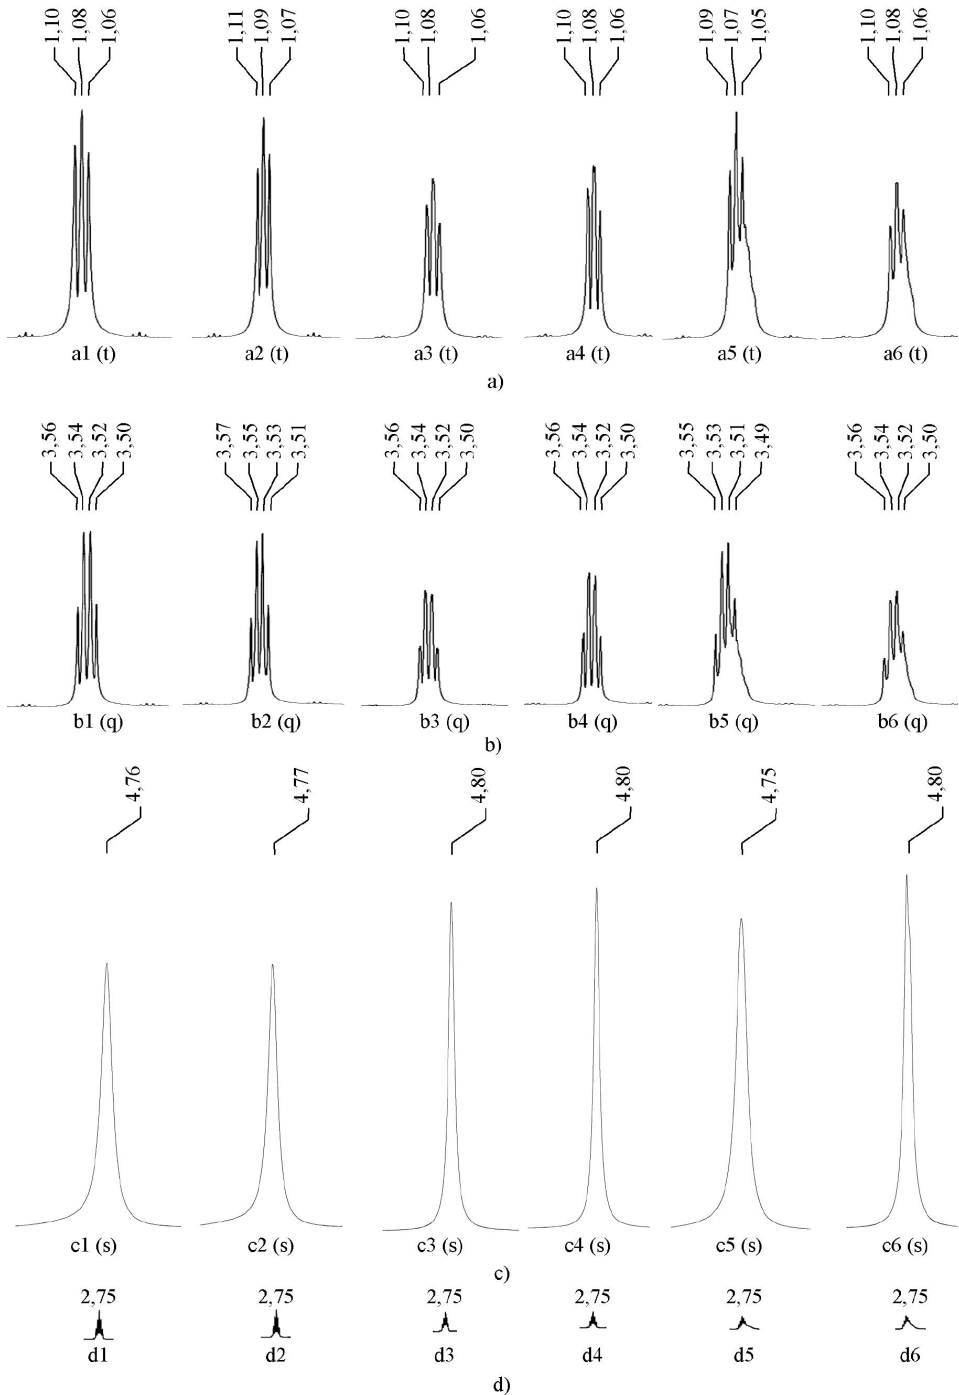 1,10 1,08 1,06 1,11 1,09 1,07 1,10 1,08 1,06 1,10 1,08 1,06 1,09 1,07 1,05 1,10 1,08 1,06
a1 (t) a2 (t) a3 (t) a4 (t) a5 (t) a6 (t)
a)
3,56 3,54 3,52 3,50 3,57 3,55 3,53 3,51 3,56 3,54 3,52 3,50 3,56 3,54 3,52 3,50 3,55 3,53 3,51 3,49 3,56 3,54 3,52 3,50
b1 (q) b2 (q) b3 (q) b4 (q) b5 (q) b6 (q)
b)
4,76 4,77 4,80 4,80 4,75 4,80
c1 (s) c2 (s) c3 (s) c4 (s) c5 (s) c6 (s)
c)
2,75 2,75 2,75 2,75 2,75 2,75
d1 d2 d3 d4 d5 d6
d)